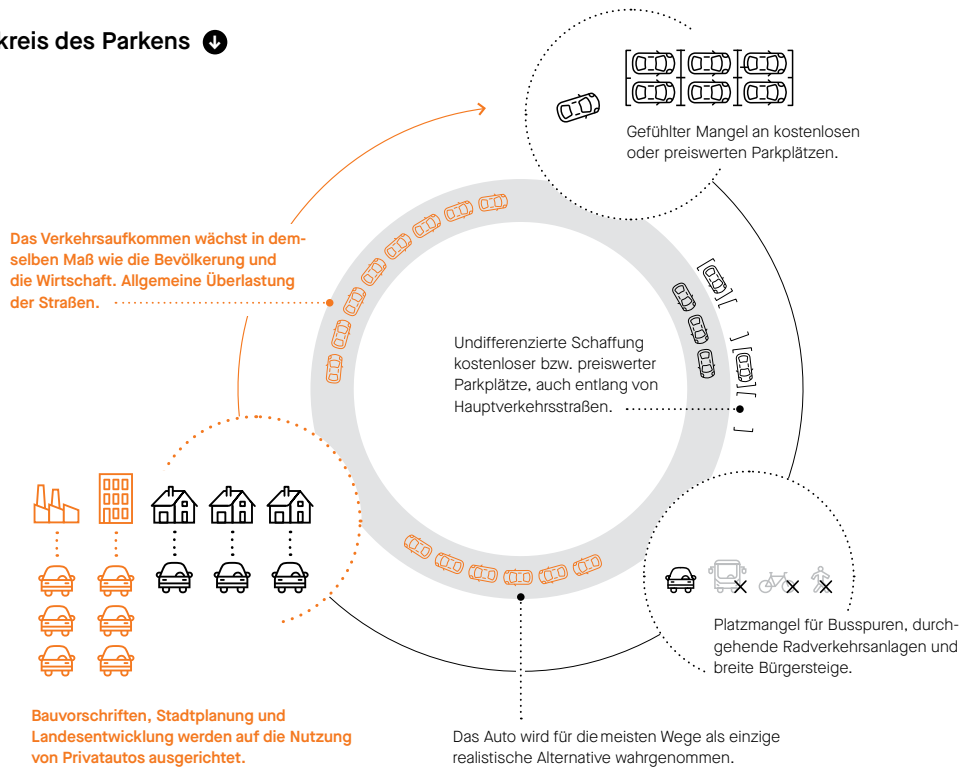 kreis des Parkens
Gefühlter Mangel an kostenlosen
oder preiswerten Parkplätzen.
Das Verkehrsaufkommen wächst in dem-
selben Maß wie die Bevölkerung und
die Wirtschaft. Allgemeine Überlastung
der Straßen.
Undifferenzierte Schaffung
kostenloser bzw. preiswerter
Parkplätze, auch entlang von
Hauptverkehrsstraßen.
Platzmangel für Busspuren, durch-
gehende Radverkehrsanlagen und
breite Bürgersteige.
Bauvorschriften, Stadtplanung und
Landesentwicklung werden auf die Nutzung
von Privatautos ausgerichtet.
Das Auto wird für die meisten Wege als einzige
realistische Alternative wahrgenommen.